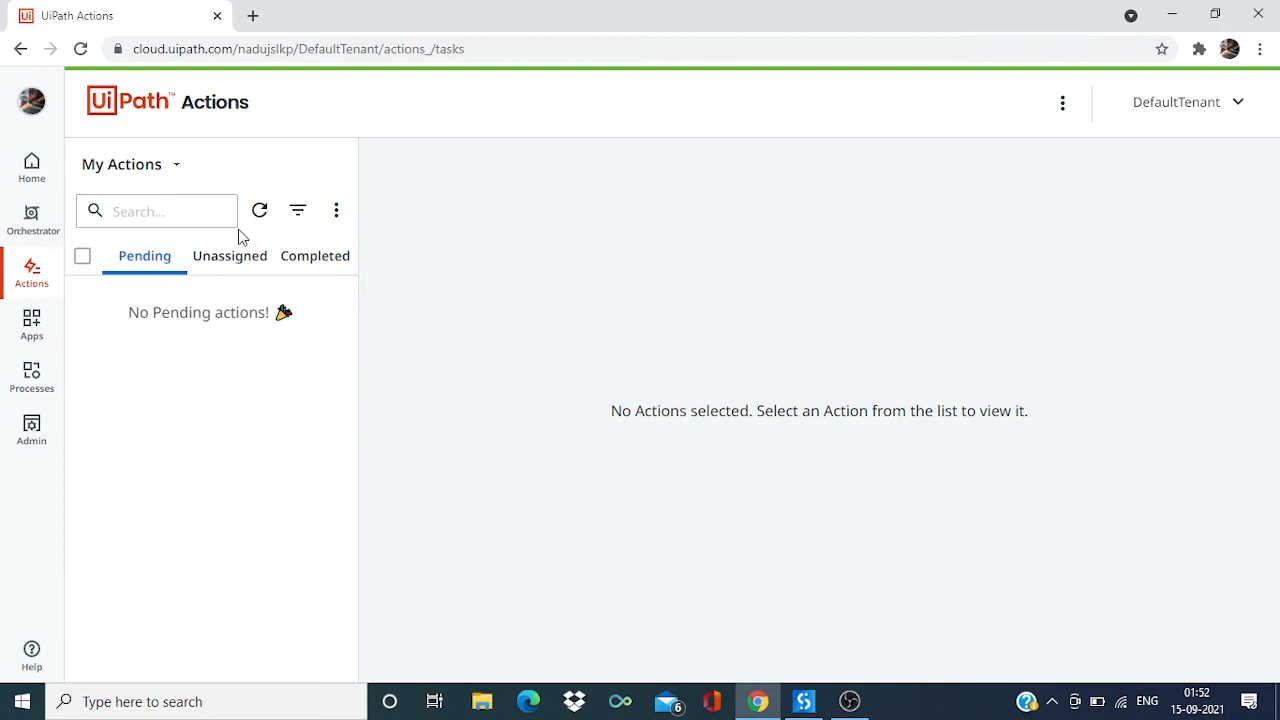 UiPath Actions
cloud.uipath.com/nadujslkp/DefaultTenant/actions_/tasks
UiPath™ Actions
DefaultTenant
Home
Orchestrator
Actions
Apps
Processes
Admin
Help
My Actions
Search...
Pending Unassigned Completed
No Pending actions!
No Actions selected. Select an Action from the list to view it.
Type here to search
6
ENG
01:52
15-09-2021